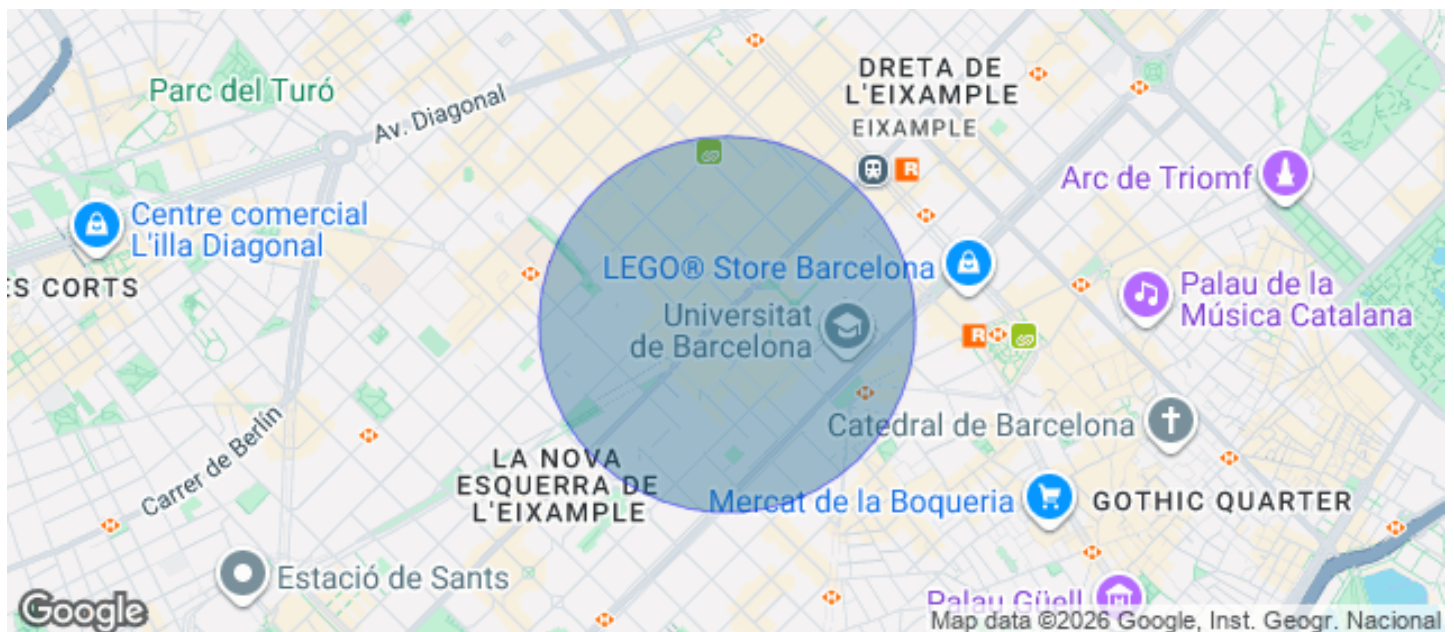 DRETA DE
L'EIXAMPLE
EIXAMPLE
Parc del Turó
Av. Diagonal
Arc de Triomf
Centre comercial
L'illa Diagonal
LEGO® Store Barcelona
ES CORTS
Palau de la
Música Catalana
Universitat
de Barcelona
R
R
Catedral de Barcelona
Carrer de Berlín
LA NOVA
ESQUERRA DE
L'EIXAMPLE
Mercat de la Boqueria
GOTHIC QUARTER
Estació de Sants
Palau Güell
Google
Map data ©2026 Google, Inst. Geogr. Nacional